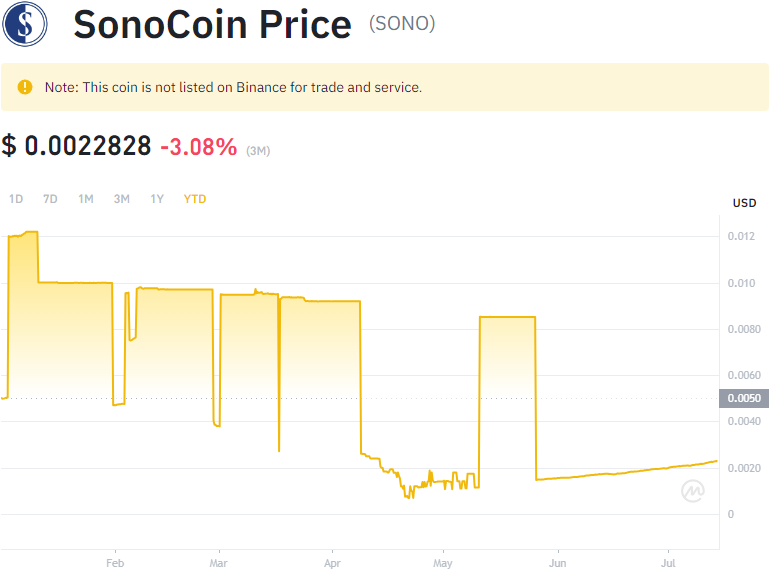 SonoCoin Price (SONO)
Note: This coin is not listed on Binance for trade and service.
$ 0.0022828 -3.08% (3M)
1D 7D 1M 3M 1Y YTD
USD
0.012
0.010
0.0080
0.0060
0.0050
0.0040
0.0020
0
Feb Mar Apr May Jun Jul